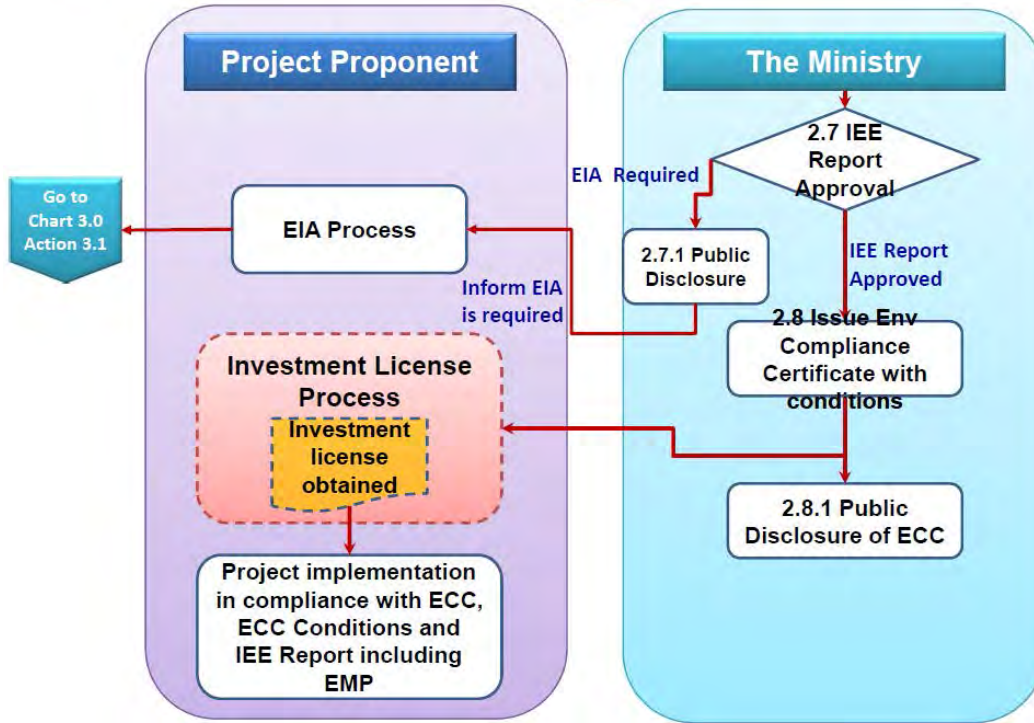 Project Proponent
The Ministry
2.7 IEE
Report
Approval
EIA Required
Go to
Chart 3.0
Action 3.1
EIA Process
2.7.1 Public
Disclosure
IEE Report
Approved
Inform EIA
is required
2.8 Issue Env
Compliance
Certificate with
conditions
Investment License
Process
Investment
license
obtained
2.8.1 Public
Disclosure of ECC
Project implementation
in compliance with ECC,
ECC Conditions and
IEE Report including
EMP